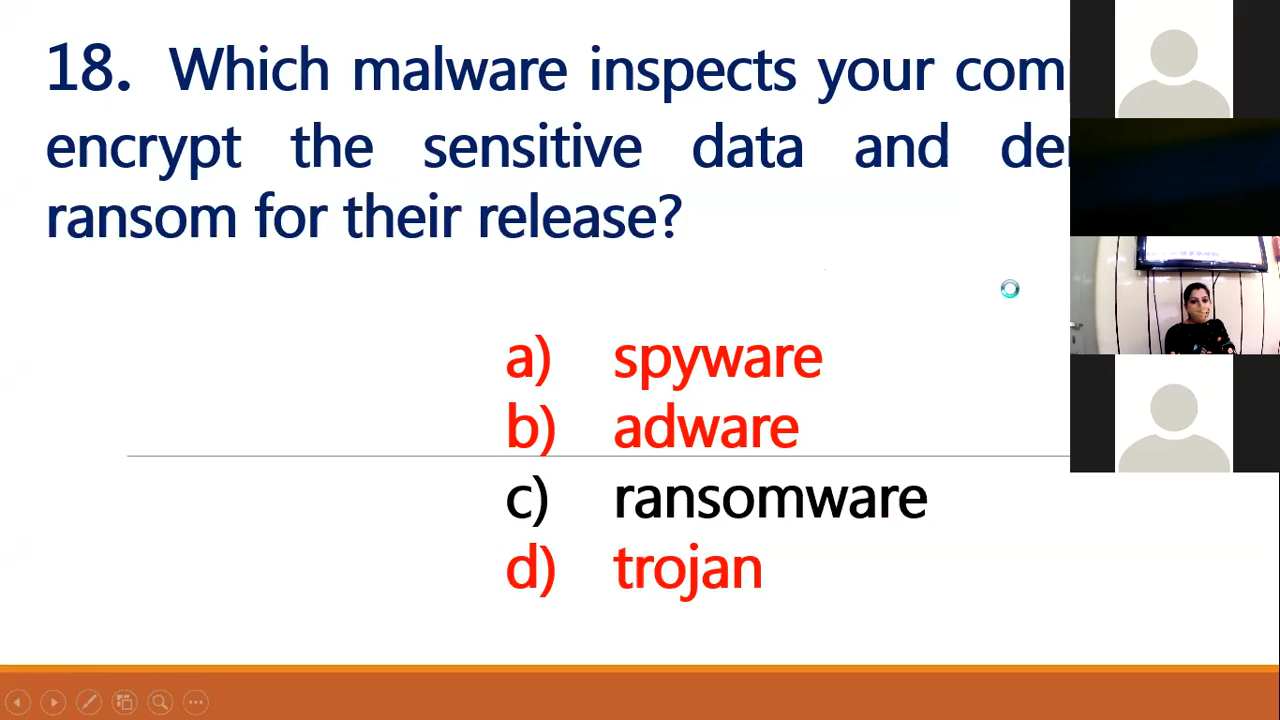 18. Which malware inspects your com
encrypt the sensitive data and de
ransom for their release?
a) spyware
b) adware
c) ransomware
d) trojan